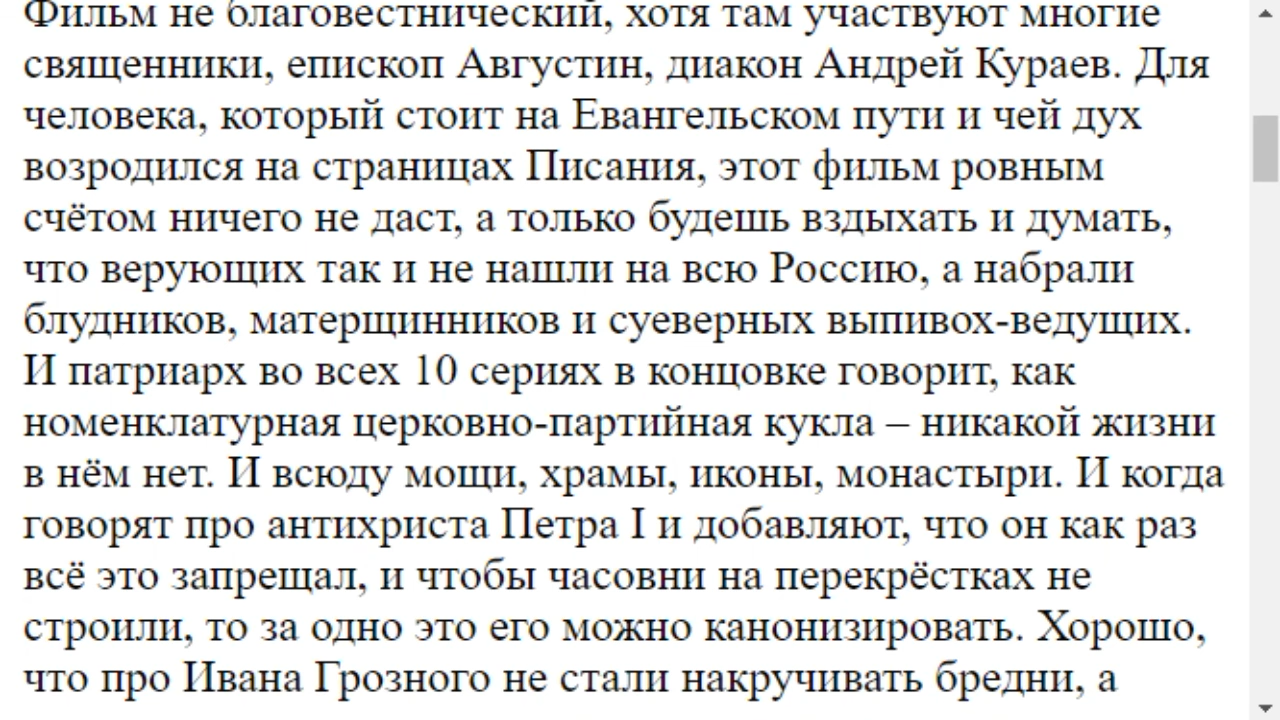 Фильм не благовестнический, хотя там участвуют многие
священники, епископ Августин, диакон Андрей Кураев. Для
человека, который стоит на Евангельском пути и чей дух
возродился на страницах Писания, этот фильм ровным
счётом ничего не даст, а только будешь вздыхать и думать,
что верующих так и не нашли на всю Россию, а набрали
блудников, матерщинников и суеверных выпивох-ведущих.
И патриарх во всех 10 сериях в концовке говорит, как
номенклатурная церковно-партийная кукла – никакой жизни
в нём нет. И всюду мощи, храмы, иконы, монастыри. И когда
говорят про антихриста Петра I и добавляют, что он как раз
всё это запрещал, и чтобы часовни на перекрёстках не
строили, то за одно это его можно канонизировать. Хорошо,
что про Ивана Грозного не стали накручивать бредни, а